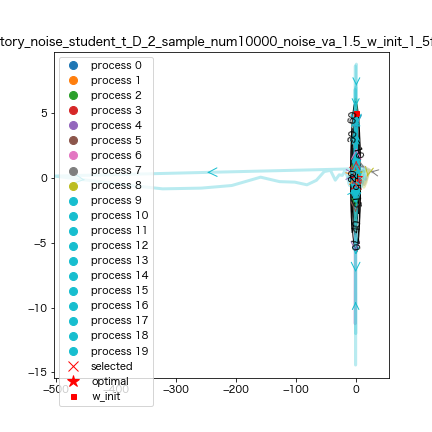 tory_noise_student_t_D_2_sample_num10000_noise_va_1.5_w_init_1_5
process 0
process 1
process 2
process 3
process 4
process 5
process 6
process 7
process 8
process 9
process 10
process 11
process 12
process 13
process 14
process 15
process 16
process 17
process 18
process 19
selected
optimal
w_init
5
0
−5
−10
−15
−300
−200
−100
0